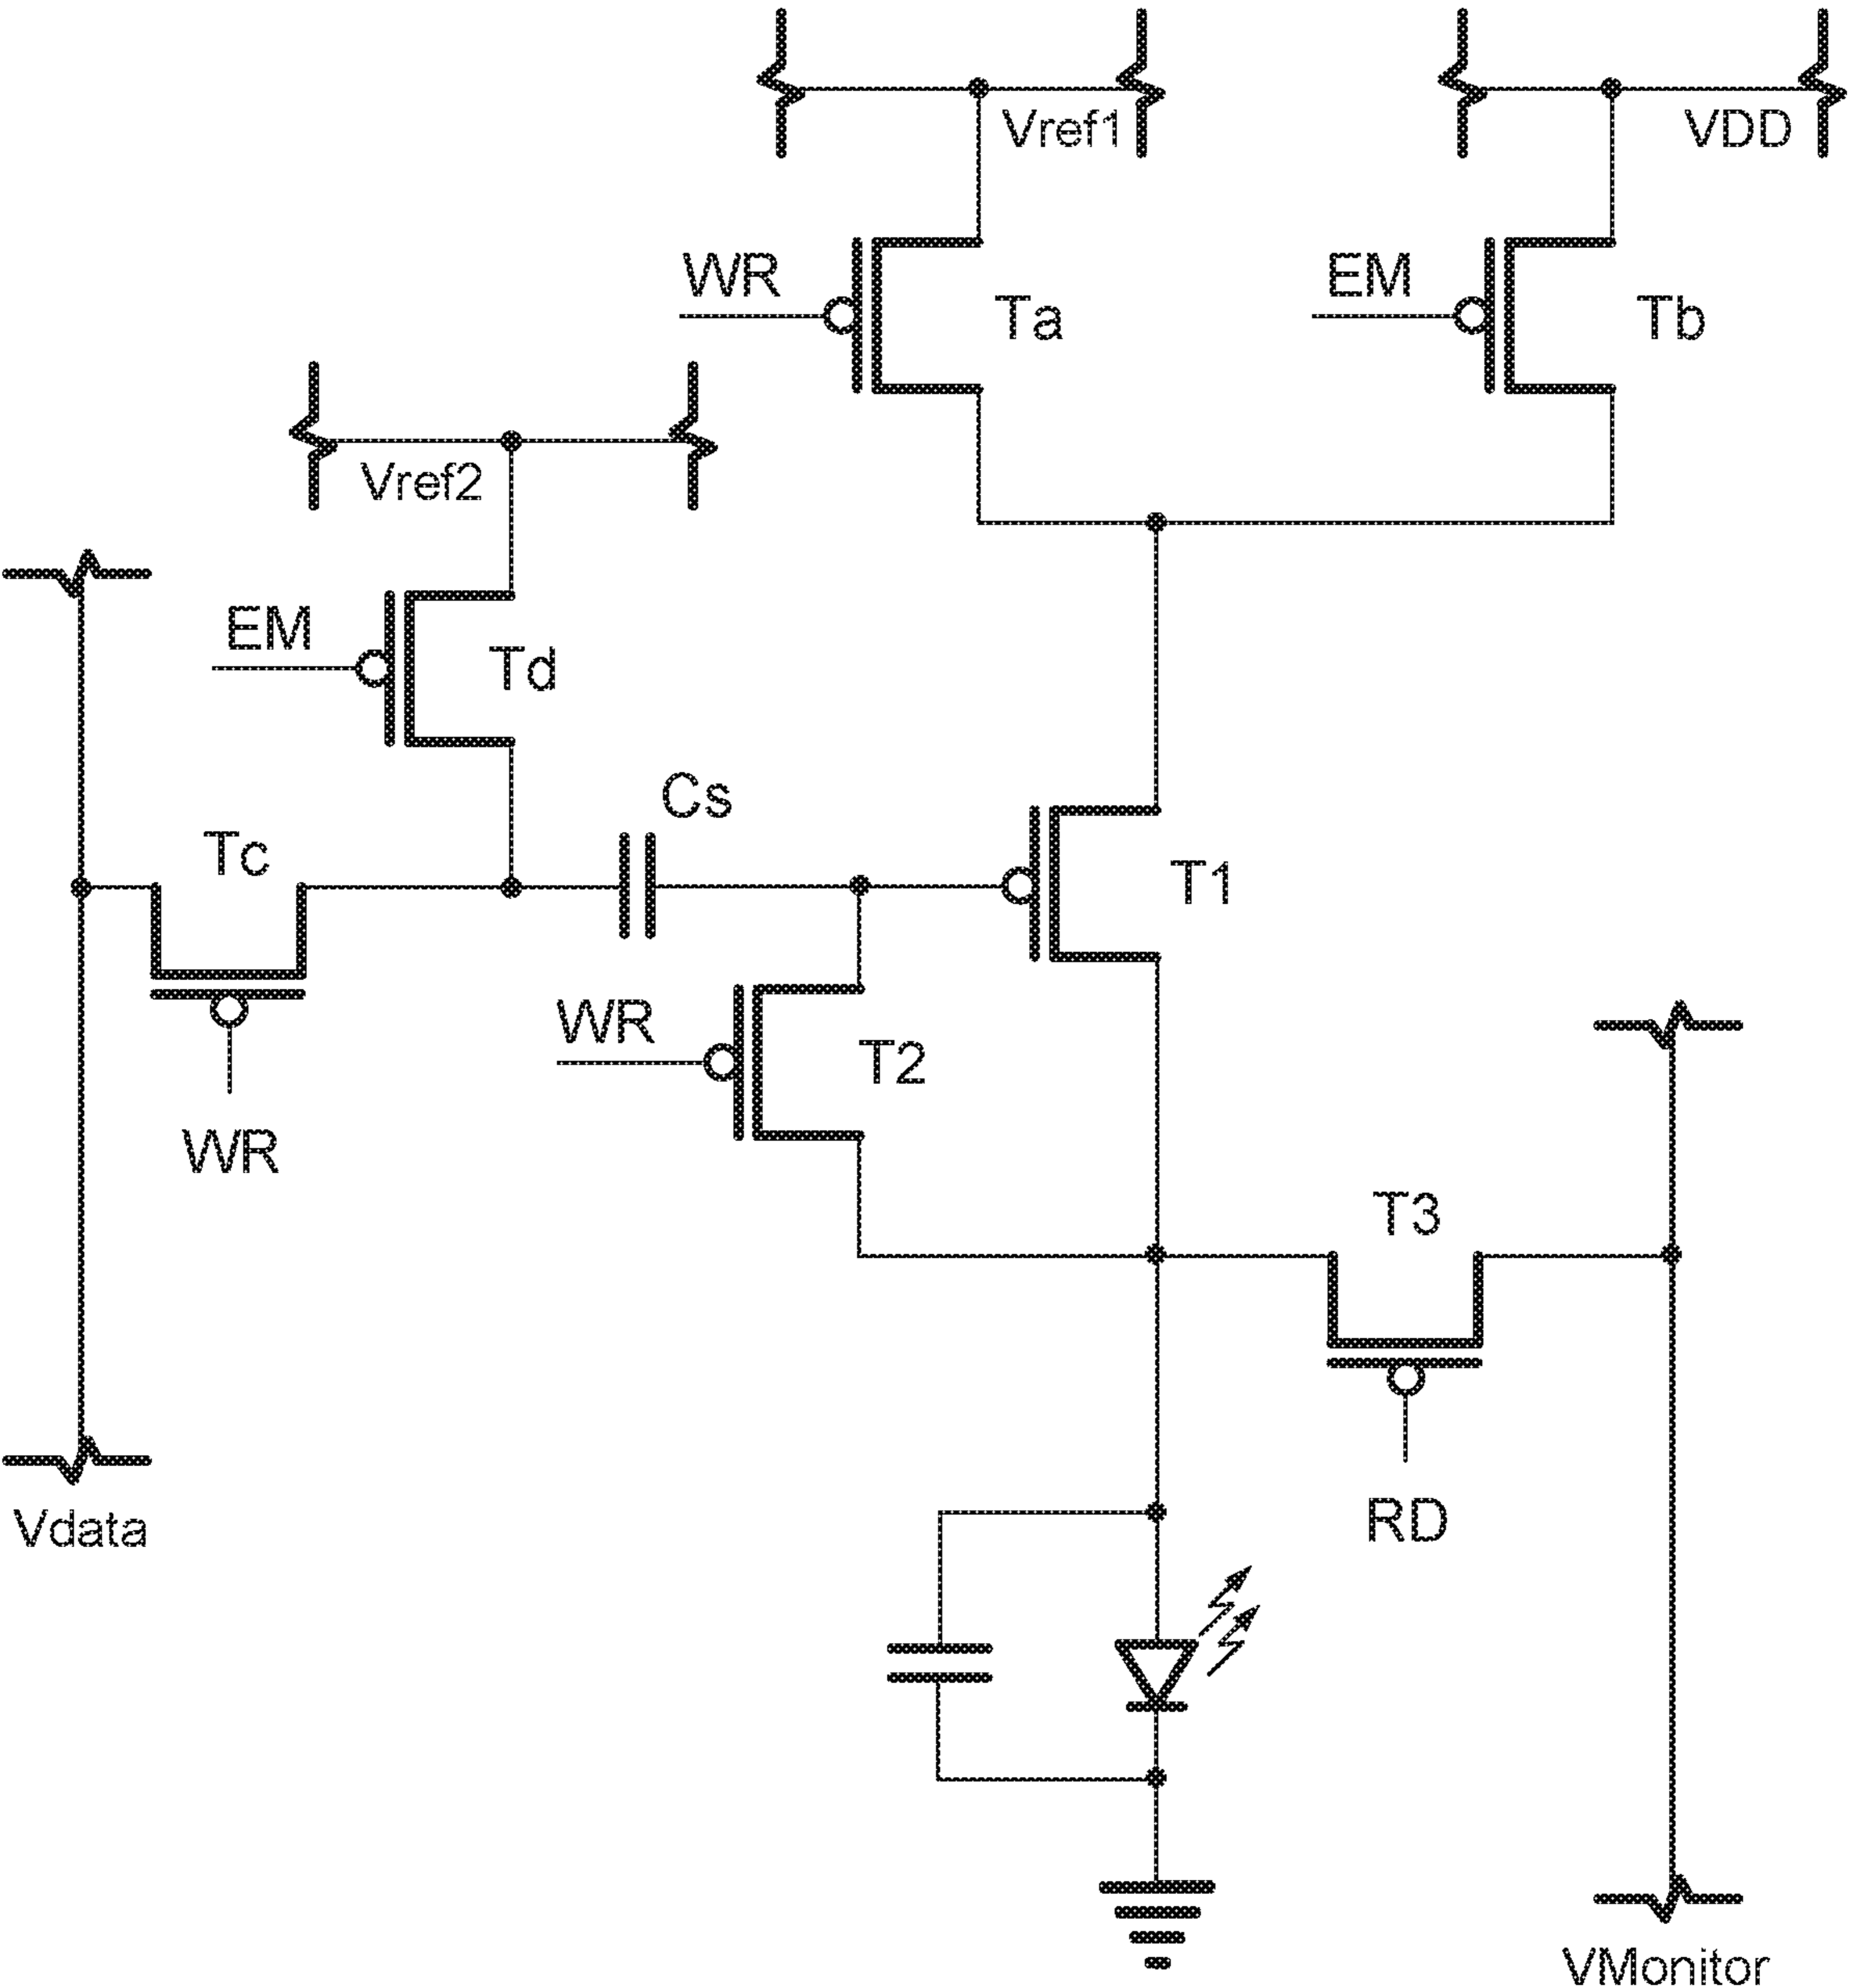 Vref1
VDD
WR
Ta
EM
Tb
Vref2
EM
Td
Cs
Tc
T1
WR
T2
WR
T3
RD
Vdata
VMonitor